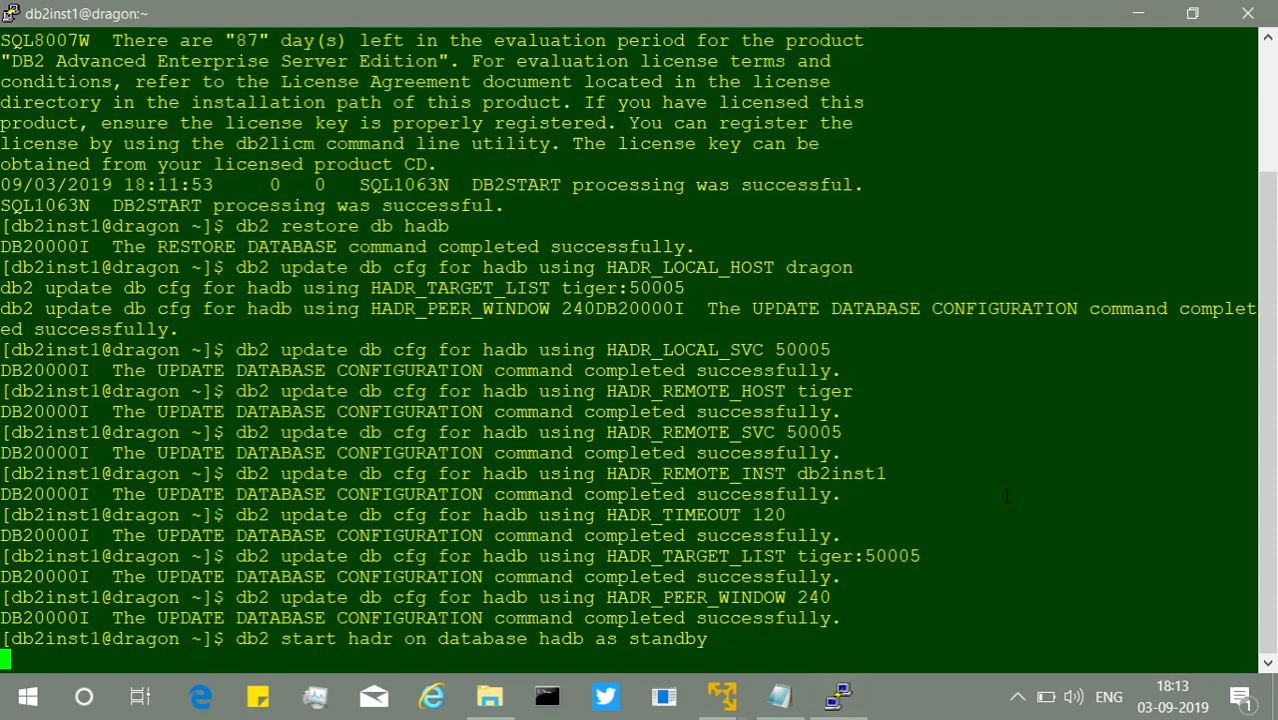 db2inst1@dragon:~
SQL8007W  There are "87" day(s) left in the evaluation period for the product
"DB2 Advanced Enterprise Server Edition". For evaluation license terms and
conditions, refer to the License Agreement document located in the license
directory in the installation path of this product. If you have licensed this
product, ensure the license key is properly registered. You can register the
license by using the db2licm command line utility. The license key can be
obtained from your licensed product CD.
09/03/2019 18:11:53     0   0   SQL1063N  DB2START processing was successful.
SQL1063N  DB2START processing was successful.
[db2inst1@dragon ~]$ db2 restore db hadb
DB20000I  The RESTORE DATABASE command completed successfully.
[db2inst1@dragon ~]$ db2 update db cfg for hadb using HADR_LOCAL_HOST dragon
db2 update db cfg for hadb using HADR_TARGET_LIST tiger:50005
db2 update db cfg for hadb using HADR_PEER_WINDOW 240DB20000I  The UPDATE DATABASE CONFIGURATION command complet
ed successfully.
[db2inst1@dragon ~]$ db2 update db cfg for hadb using HADR_LOCAL_SVC 50005
DB20000I  The UPDATE DATABASE CONFIGURATION command completed successfully.
[db2inst1@dragon ~]$ db2 update db cfg for hadb using HADR_REMOTE_HOST tiger
DB20000I  The UPDATE DATABASE CONFIGURATION command completed successfully.
[db2inst1@dragon ~]$ db2 update db cfg for hadb using HADR_REMOTE_SVC 50005
DB20000I  The UPDATE DATABASE CONFIGURATION command completed successfully.
[db2inst1@dragon ~]$ db2 update db cfg for hadb using HADR_REMOTE_INST db2inst1
DB20000I  The UPDATE DATABASE CONFIGURATION command completed successfully.
[db2inst1@dragon ~]$ db2 update db cfg for hadb using HADR_TIMEOUT 120
DB20000I  The UPDATE DATABASE CONFIGURATION command completed successfully.
[db2inst1@dragon ~]$ db2 update db cfg for hadb using HADR_TARGET_LIST tiger:50005
DB20000I  The UPDATE DATABASE CONFIGURATION command completed successfully.
[db2inst1@dragon ~]$ db2 update db cfg for hadb using HADR_PEER_WINDOW 240
DB20000I  The UPDATE DATABASE CONFIGURATION command completed successfully.
[db2inst1@dragon ~]$ db2 start hadr on database hadb as standby
ENG
18:13
03-09-2019
1